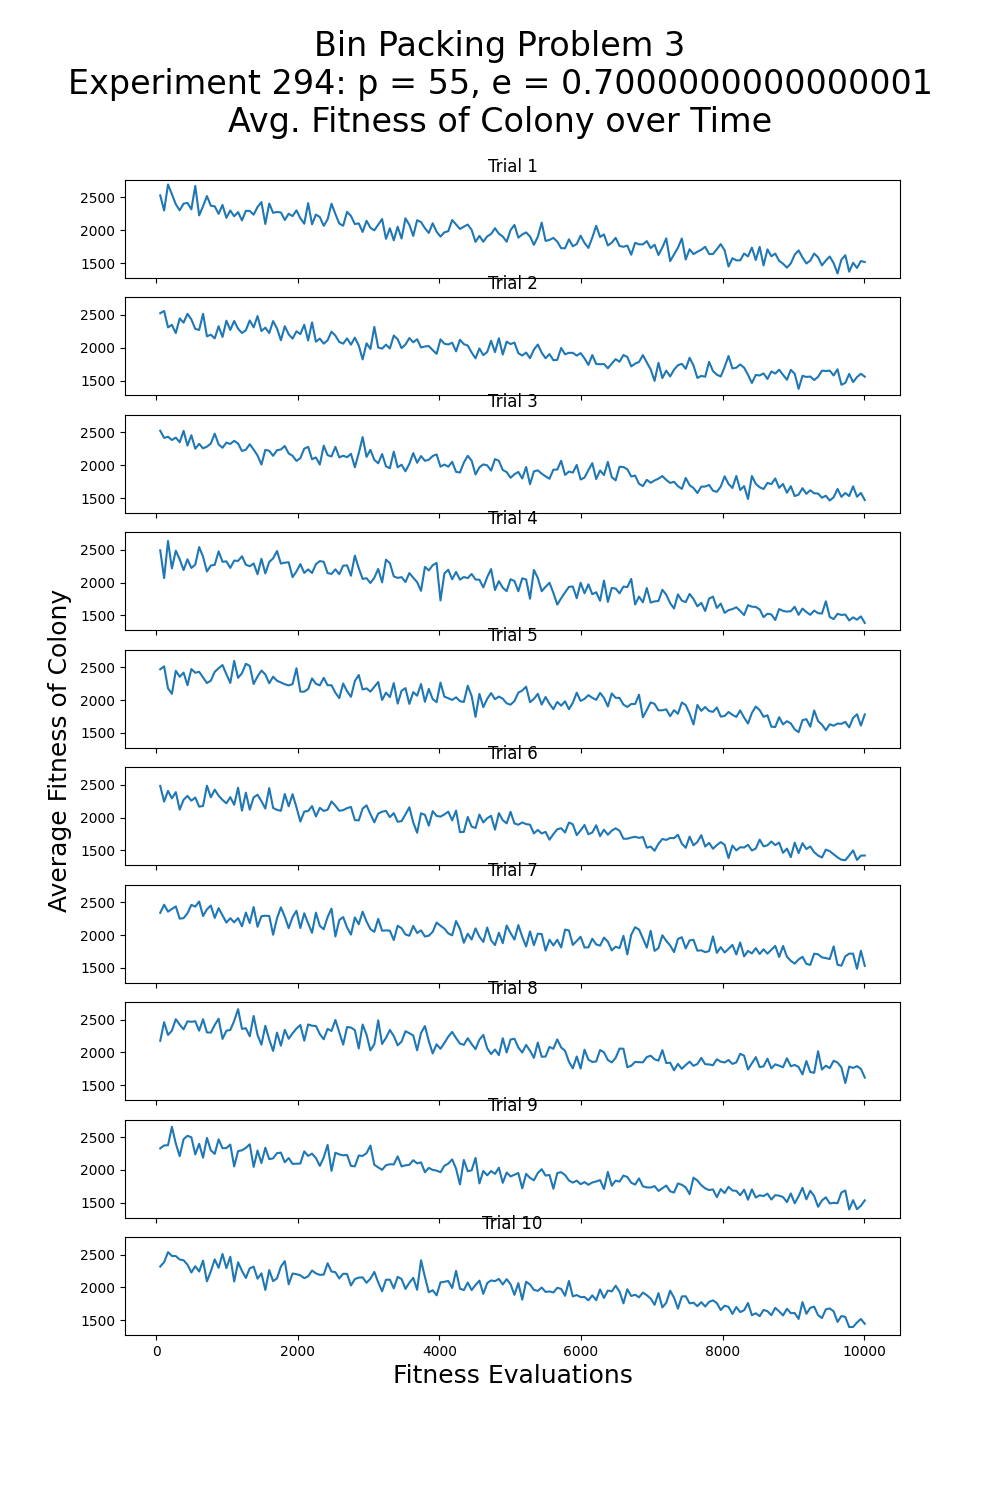 Bin Packing Problem 3
Experiment 294: p = 55, e = 0.7000000000000001
Avg. Fitness of Colony over Time
Trial 1
2500
2000
1500
Trial 2
2500
2000
1500
Trial 3
2500
2000
1500
Trial 4
2500
2000
1500
Trial 5
2500
2000
1500
Trial 6
2500
2000
1500
Trial 7
2500
2000
1500
Trial 8
2500
2000
1500
Trial 9
2500
2000
1500
Trial 10
2500
2000
1500
0 2000 4000 6000 8000 10000
Fitness Evaluations
Average Fitness of Colony